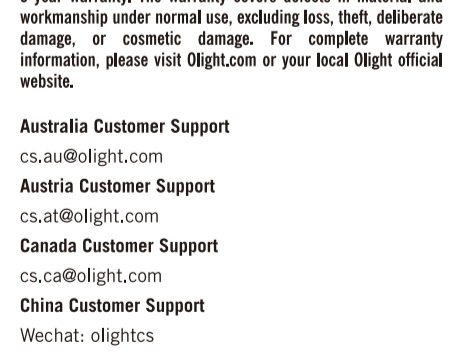 workmanship under normal use, excluding loss, theft, deliberate
damage, or cosmetic damage. For complete warranty
information, please visit Olight.com or your local Olight official
website.
Australia Customer Support
cs.au@olight.com
Austria Customer Support
cs.at@olight.com
Canada Customer Support
cs.ca@olight.com
China Customer Support
Wechat: olightcs